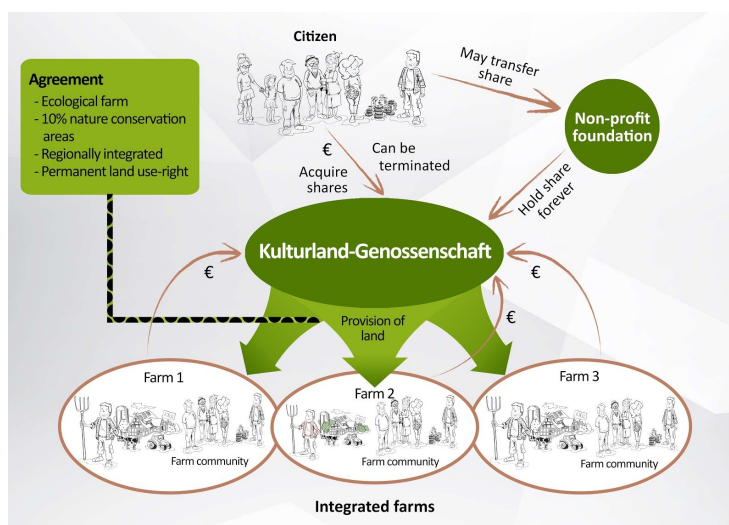 Citizen
Agreement
- Ecological farm
- 10% nature conservation
areas
- Regionally integrated
- Permanent land use-right
May transfer
share
Non-profit
foundation
€
Acquire
shares
Can be
terminated
Hold share
forever
Kulturland-Genossenschaft
€
€
€
Provision of
land
Farm 1
Farm community
Farm 2
Farm community
Farm 3
Farm community
Integrated farms